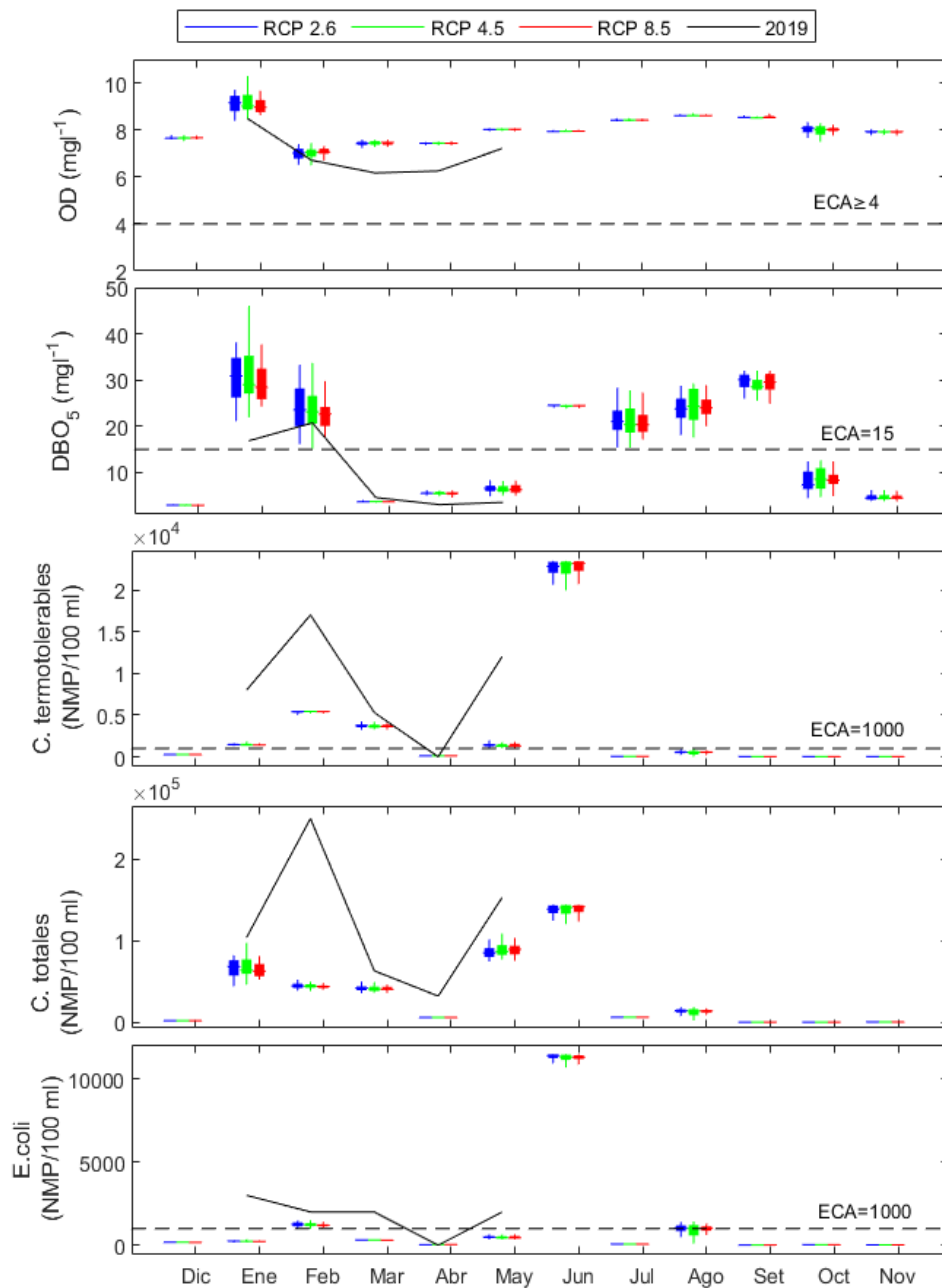 RCP 2.6 RCP 4.5 RCP 8.5 2019
10
8
6
4
2
OD (mgl⁻¹)
ECA≥4
50
40
30
20
10
DBO₅ (mgl⁻¹)
ECA=15
×10⁴
2
1.5
1
0.5
0
C. termotolerables
(NMP/100 ml)
ECA=1000
×10⁵
2
1
0
C. totales
(NMP/100 ml)
10000
5000
0
E.coli
(NMP/100 ml)
ECA=1000
Dic Ene Feb Mar Abr May Jun Jul Ago Set Oct Nov